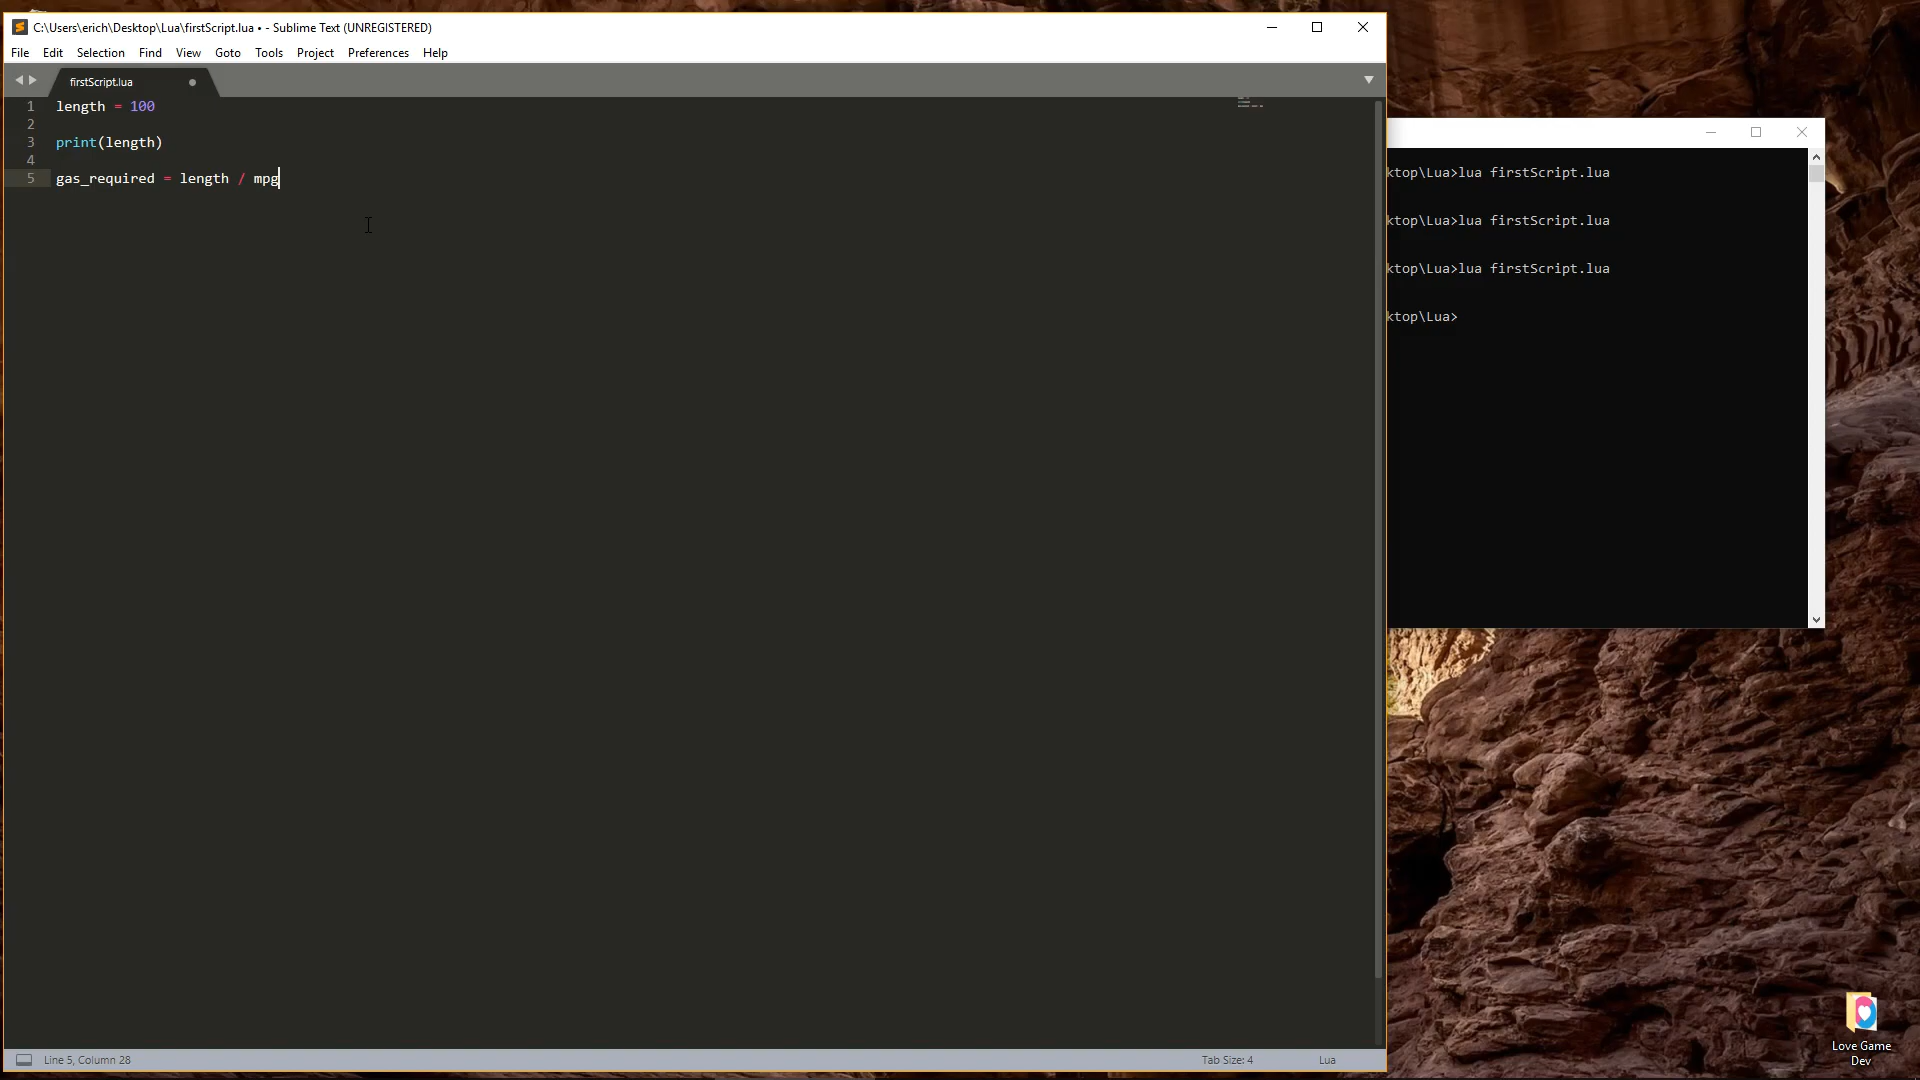 C:\Users\erich\Desktop\Lua\firstScript.lua • - Sublime Text (UNREGISTERED)
File Edit Selection Find View Goto Tools Project Preferences Help
firstScript.lua
1 length = 100
2
3 print(length)
4
5 gas_required = length / mpg
ktop\Lua>lua firstScript.lua
ktop\Lua>lua firstScript.lua
ktop\Lua>lua firstScript.lua
ktop\Lua>
Love Game
Dev
Line 5, Column 28
Tab Size: 4
Lua